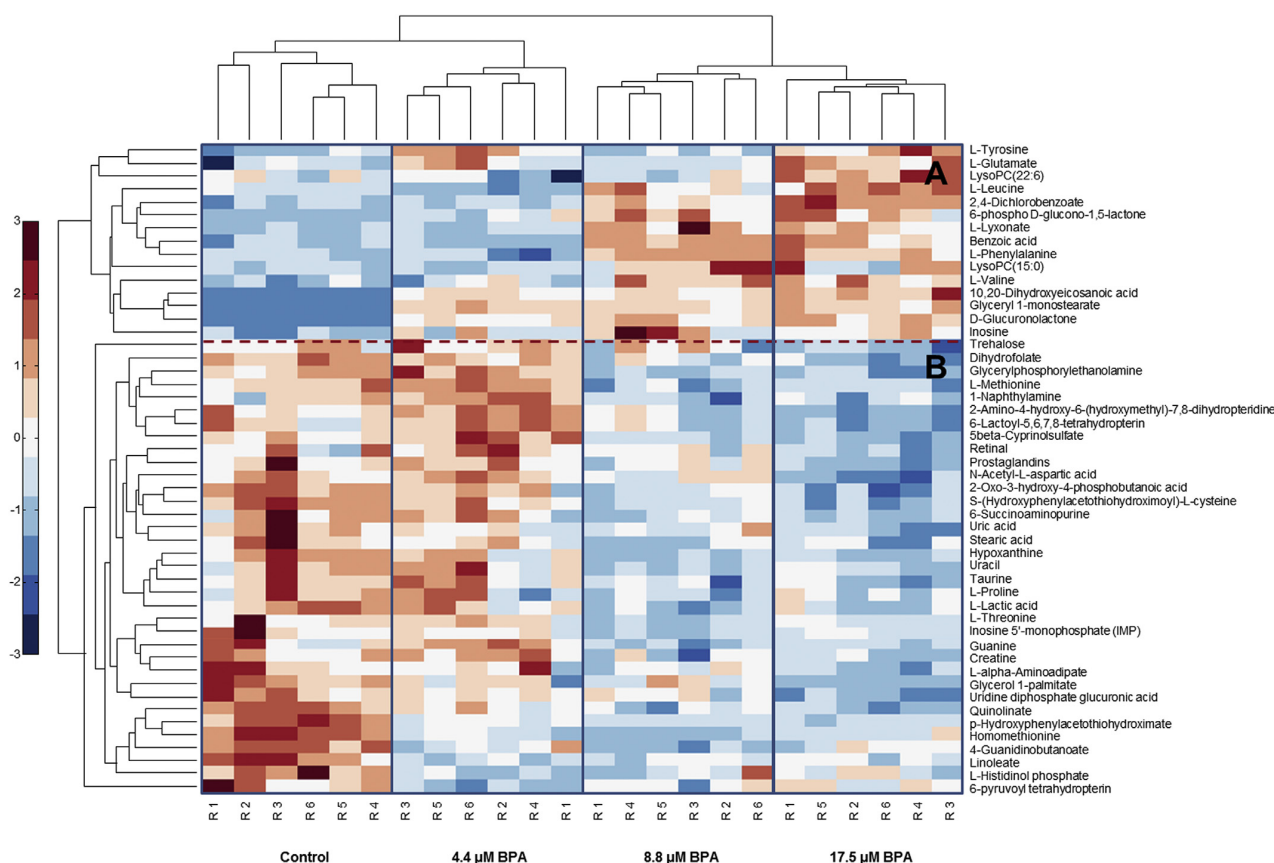 L-Tyrosine
L-Glutamate
A
LysoPC(22:6)
L-Leucine
2,4-Dichlorobenzoate
3
6-phospho D-glucono-1,5-lactone
L-Lyxonate
Benzoic acid
L-Phenylalanine
LysoPC(15:0)
L-Valine
2
10,20-Dihydroxyeicosanoic acid
Glyceryl 1-monostearate
D-Glucuronolactone
Inosine
Trehalose
Dihydrofolate
B
1
Glycerylphosphorylethanolamine
L-Methionine
1-Naphthylamine
2-Amino-4-hydroxy-6-(hydroxymethyl)-7,8-dihydropteridine
6-Lactoyl-5,6,7,8-tetrahydropterin
5beta-Cyprinolsulfate
0
Retinal
Prostaglandins
N-Acetyl-L-aspartic acid
2-Oxo-3-hydroxy-4-phosphobutanoic acid
S-(Hydroxyphenylacetothiohydroximoyl)-L-cysteine
-1
6-Succinoaminopurine
Uric acid
Stearic acid
Hypoxanthine
Uracil
Taurine
-2
L-Proline
L-Lactic acid
L-Threonine
Inosine 5'-monophosphate (IMP)
Guanine
-3
Creatine
L-alpha-Aminoadipate
Glycerol 1-palmitate
Uridine diphosphate glucuronic acid
Quinolinate
p-Hydroxyphenylacetothiohydroximate
Homomethionine
4-Guanidinobutanoate
Linoleate
L-Histidinol phosphate
6-pyruvoyl tetrahydropterin
R 1 R 2 R 3 R 6 R 5 R 4 R 3 R 5 R 6 R 2 R 4 R 1 R 1 R 4 R 5 R 3 R 2 R 6 R 1 R 5 R 2 R 6 R 4 R 3
Control 4.4 µM BPA 8.8 µM BPA 17.5 µM BPA